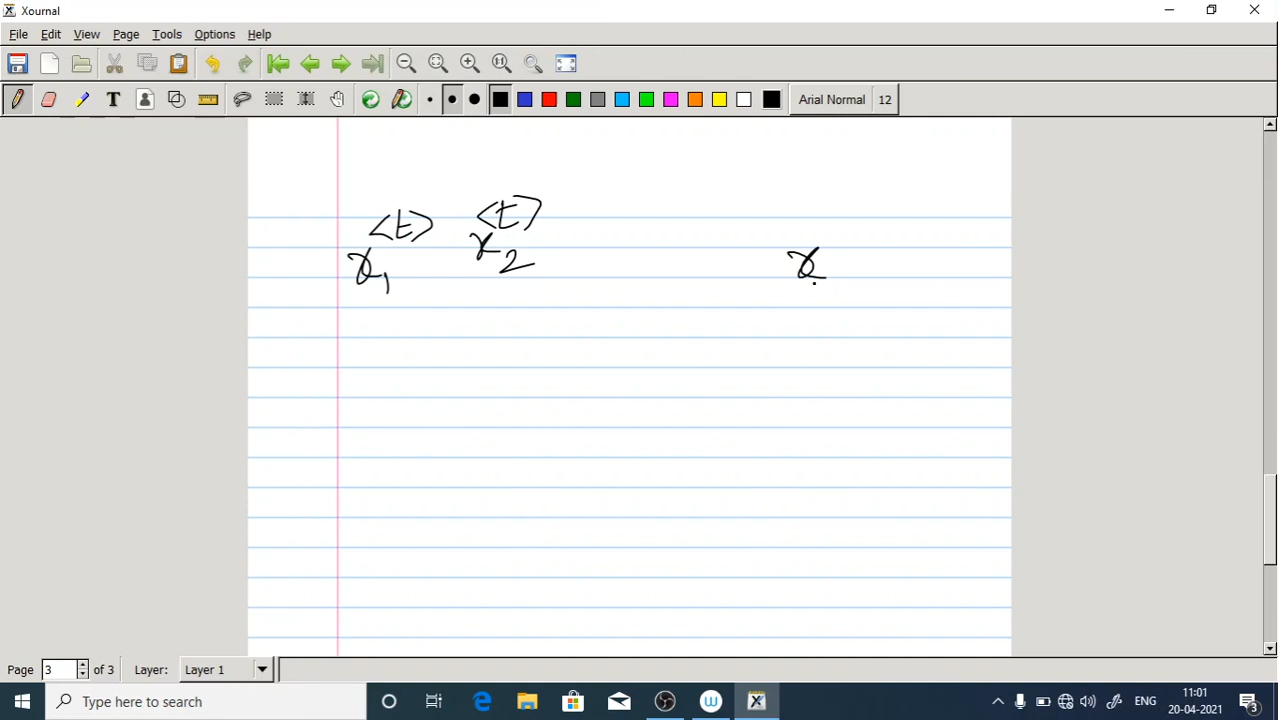 Xournal
File Edit View Page Tools Options Help
Arial Normal 12
x₁<t> x₂<t> x
Page 3 of 3 Layer: Layer 1
Type here to search
ENG
11:01
20-04-2021
3